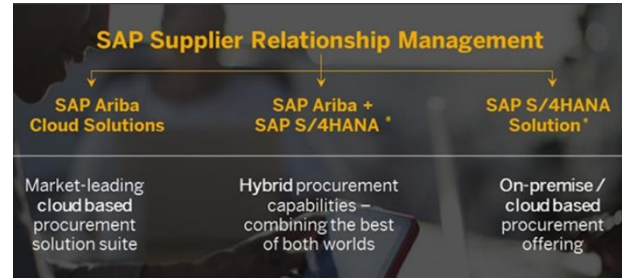 SAP Supplier Relationship Management
SAP Ariba
Cloud Solutions
SAP Ariba +
SAP S/4HANA *
SAP S/4HANA
Solution*
Market-leading
cloud based
procurement
solution suite
Hybrid procurement
capabilities –
combining the best
of both worlds
On-premise /
cloud based
procurement
offering